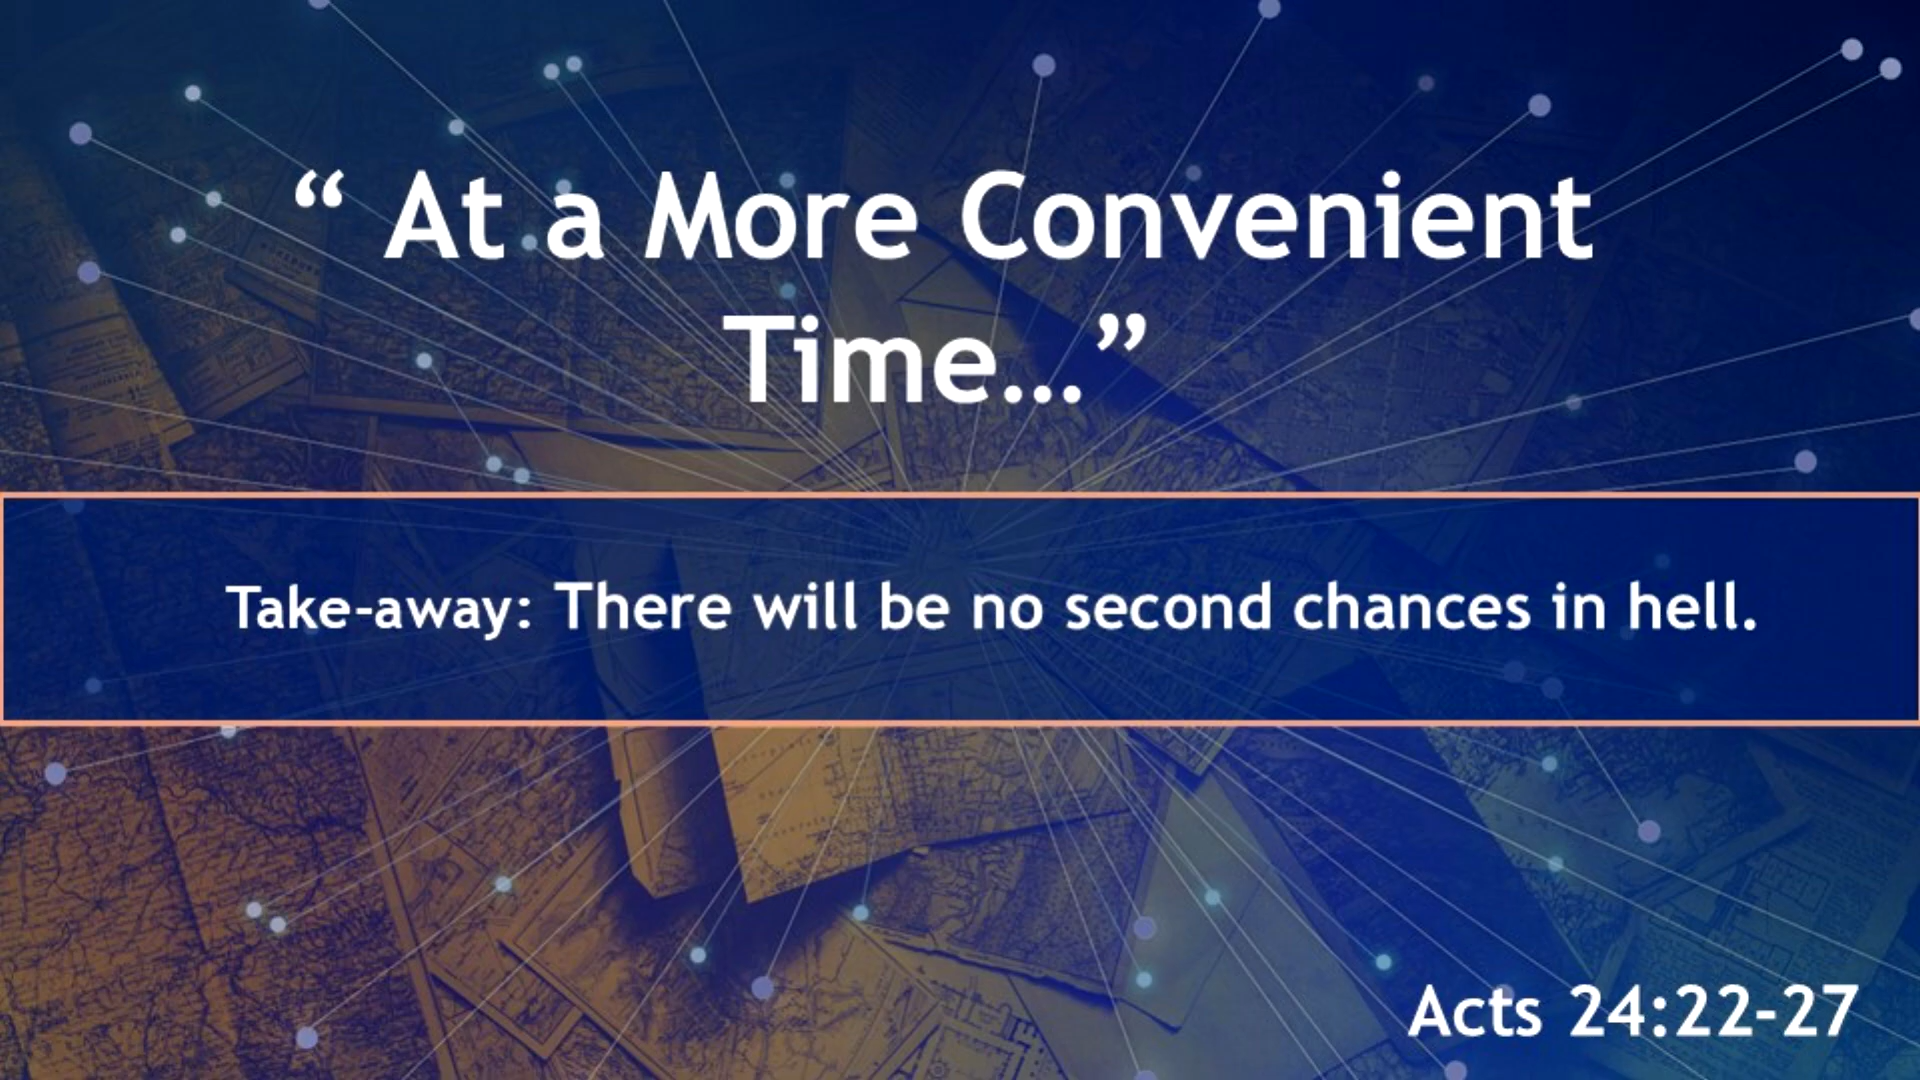 “ At a More Convenient
Time…”
Take-away: There will be no second chances in hell.
Acts 24:22-27